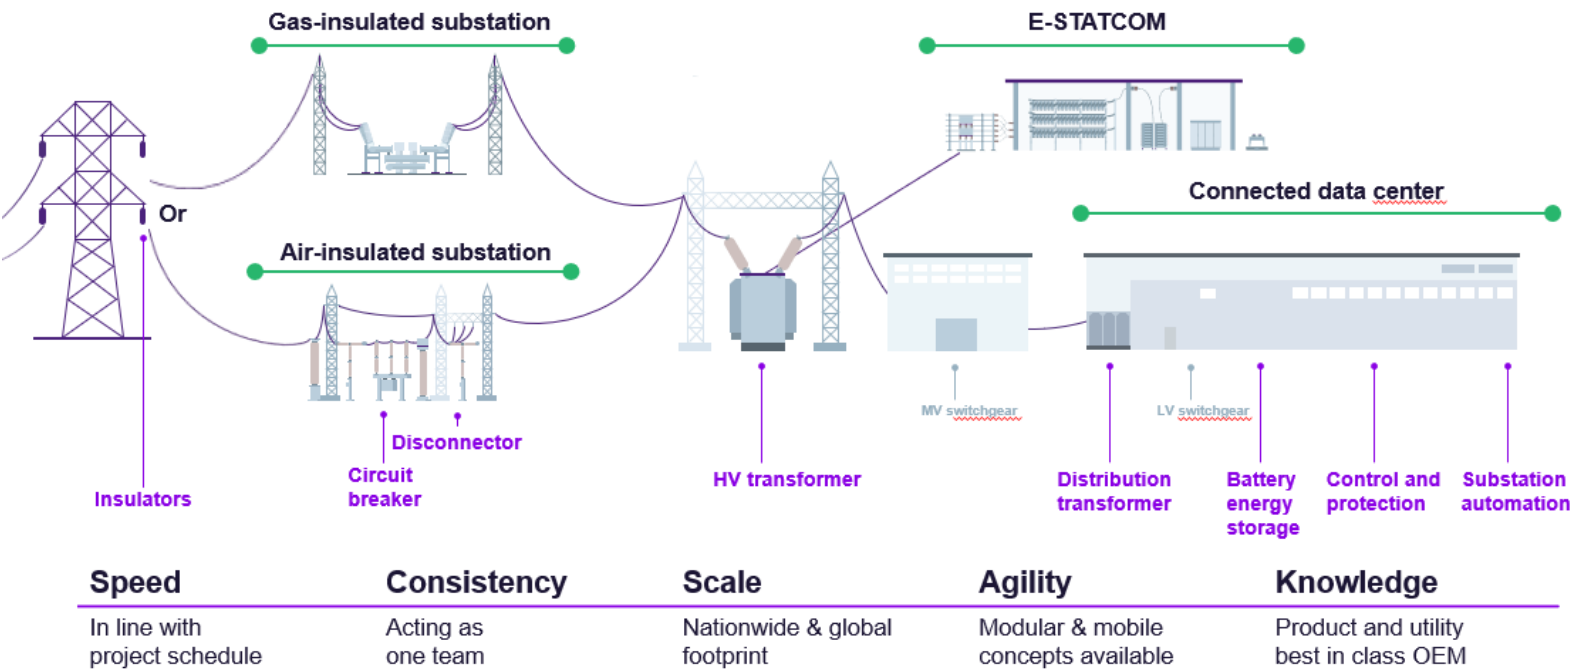 Gas-insulated substation
E-STATCOM
Connected data center
Or
Air-insulated substation
MV switchgear
LV switchgear
Disconnector
Circuit
breaker
Insulators
HV transformer
Distribution
transformer
Battery
energy
storage
Control and
protection
Substation
automation
Speed
In line with
project schedule
Consistency
Acting as
one team
Scale
Nationwide & global
footprint
Agility
Modular & mobile
concepts available
Knowledge
Product and utility
best in class OEM